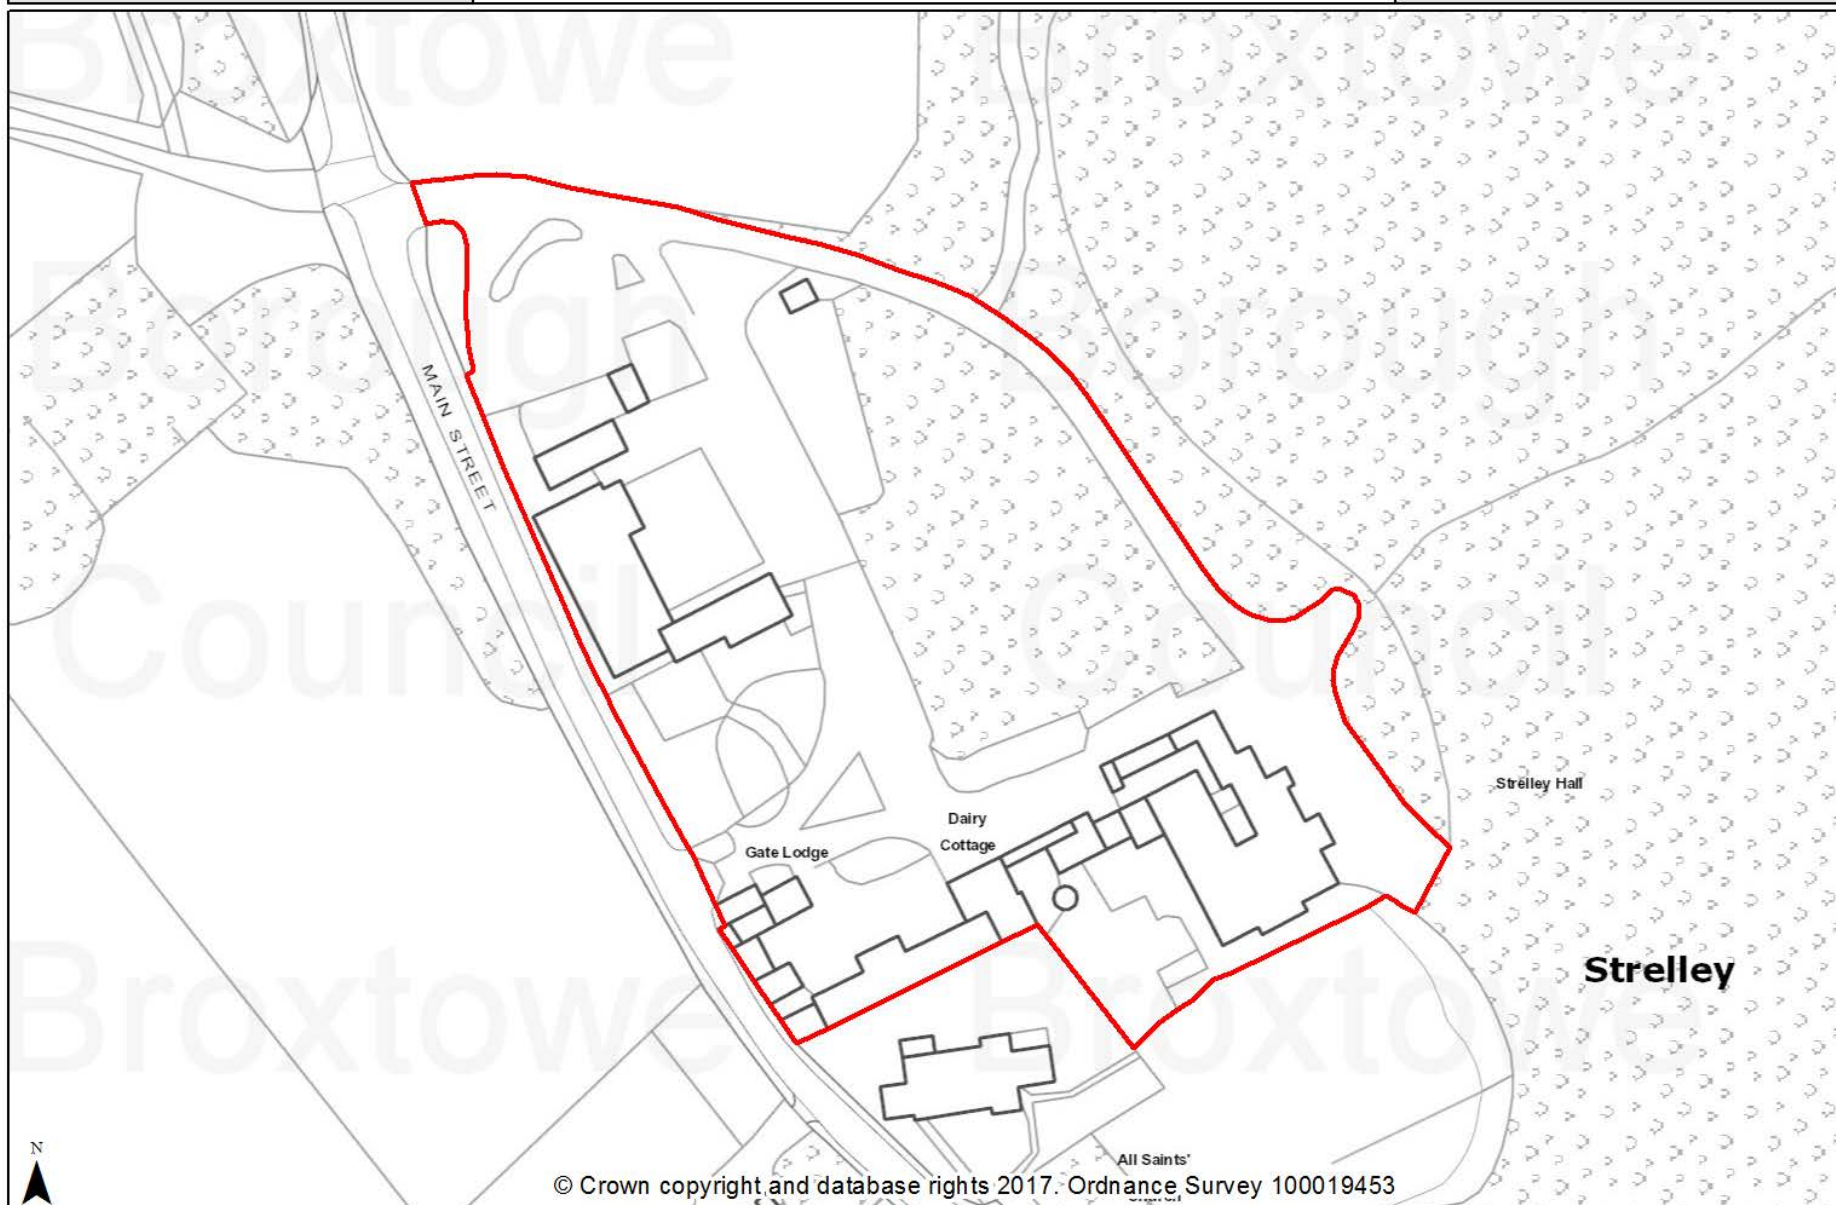 Broxtowe
Broxtowe
Borough
Borough
MAIN STREET
Council
Council
Strelley Hall
Dairy
Cottage
Gate Lodge
Broxtowe
Broxtowe
Strelley
N
All Saints'
Church
© Crown copyright and database rights 2017. Ordnance Survey 100019453